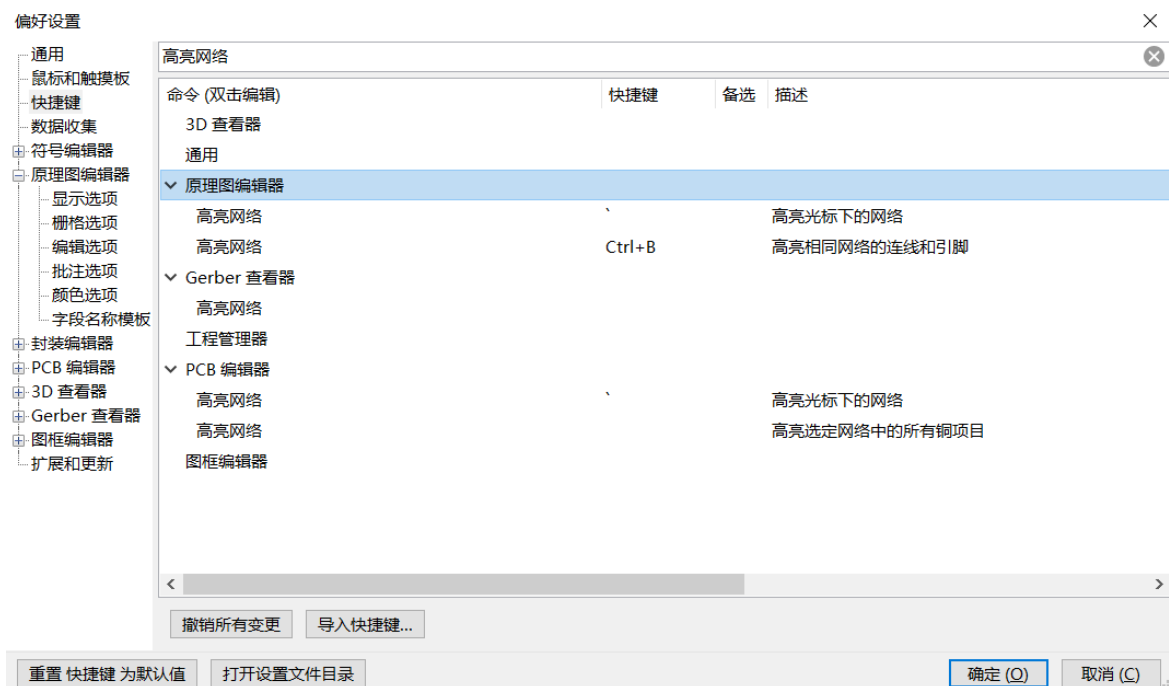 偏好设置
通用
鼠标和触摸板
快捷键
数据收集
符号编辑器
原理图编辑器
显示选项
栅格选项
编辑选项
批注选项
颜色选项
字段名称模板
封装编辑器
PCB 编辑器
3D 查看器
Gerber 查看器
图框编辑器
扩展和更新
高亮网络
命令 (双击编辑) 快捷键 备选 描述
3D 查看器
通用
原理图编辑器
高亮网络 ` 高亮光标下的网络
高亮网络 Ctrl+B 高亮相同网络的连线和引脚
Gerber 查看器
高亮网络
工程管理器
PCB 编辑器
高亮网络 ` 高亮光标下的网络
高亮网络 高亮选定网络中的所有铜项目
图框编辑器
撤销所有变更 导入快捷键...
重置 快捷键 为默认值 打开设置文件目录 确定 (O) 取消 (C)